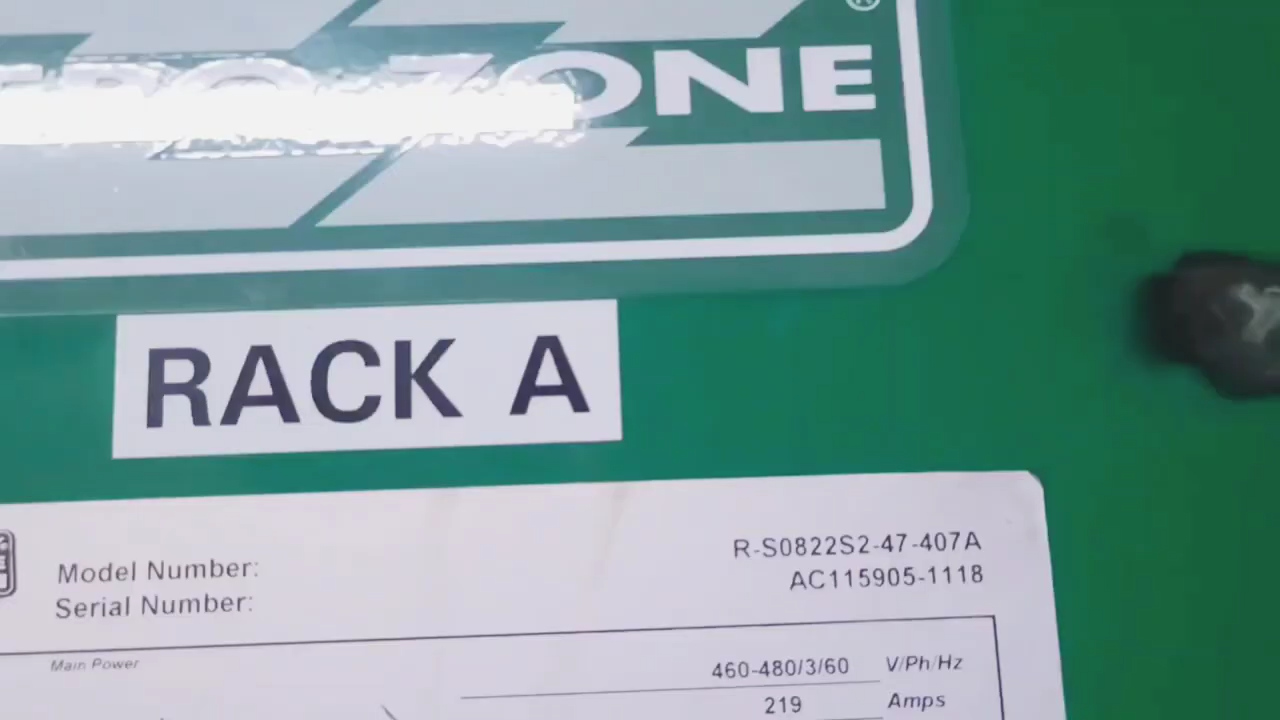 ZONE
®
RACK A
Model Number: R-S0822S2-47-407A
Serial Number: AC115905-1118
Main Power
460-480/3/60 V/Ph/Hz
219 Amps